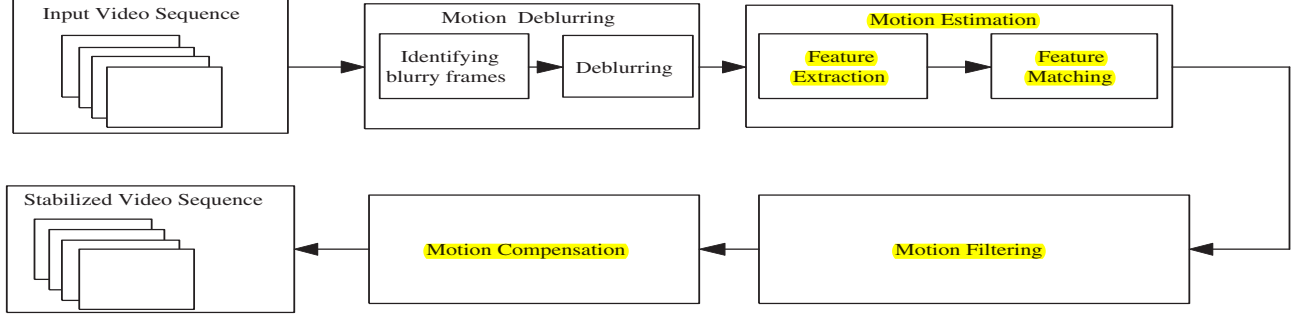 Input Video Sequence
Motion Deblurring
Identifying
blurry frames
Deblurring
Motion Estimation
Feature
Extraction
Feature
Matching
Stabilized Video Sequence
Motion Compensation
Motion Filtering